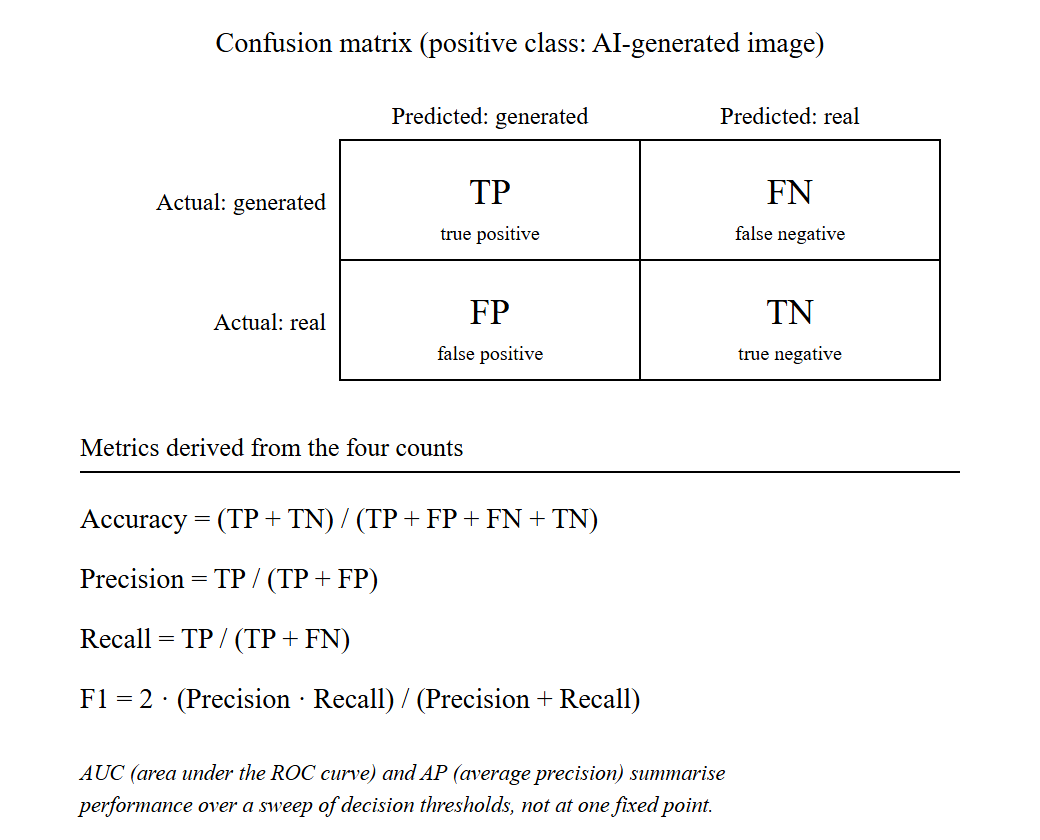 Confusion matrix (positive class: AI-generated image)
Predicted: generated Predicted: real
Actual: generated
TP
true positive
FN
false negative
Actual: real
FP
false positive
TN
true negative
Metrics derived from the four counts
Accuracy = (TP + TN) / (TP + FP + FN + TN)
Precision = TP / (TP + FP)
Recall = TP / (TP + FN)
F1 = 2 · (Precision · Recall) / (Precision + Recall)
AUC (area under the ROC curve) and AP (average precision) summarise
performance over a sweep of decision thresholds, not at one fixed point.